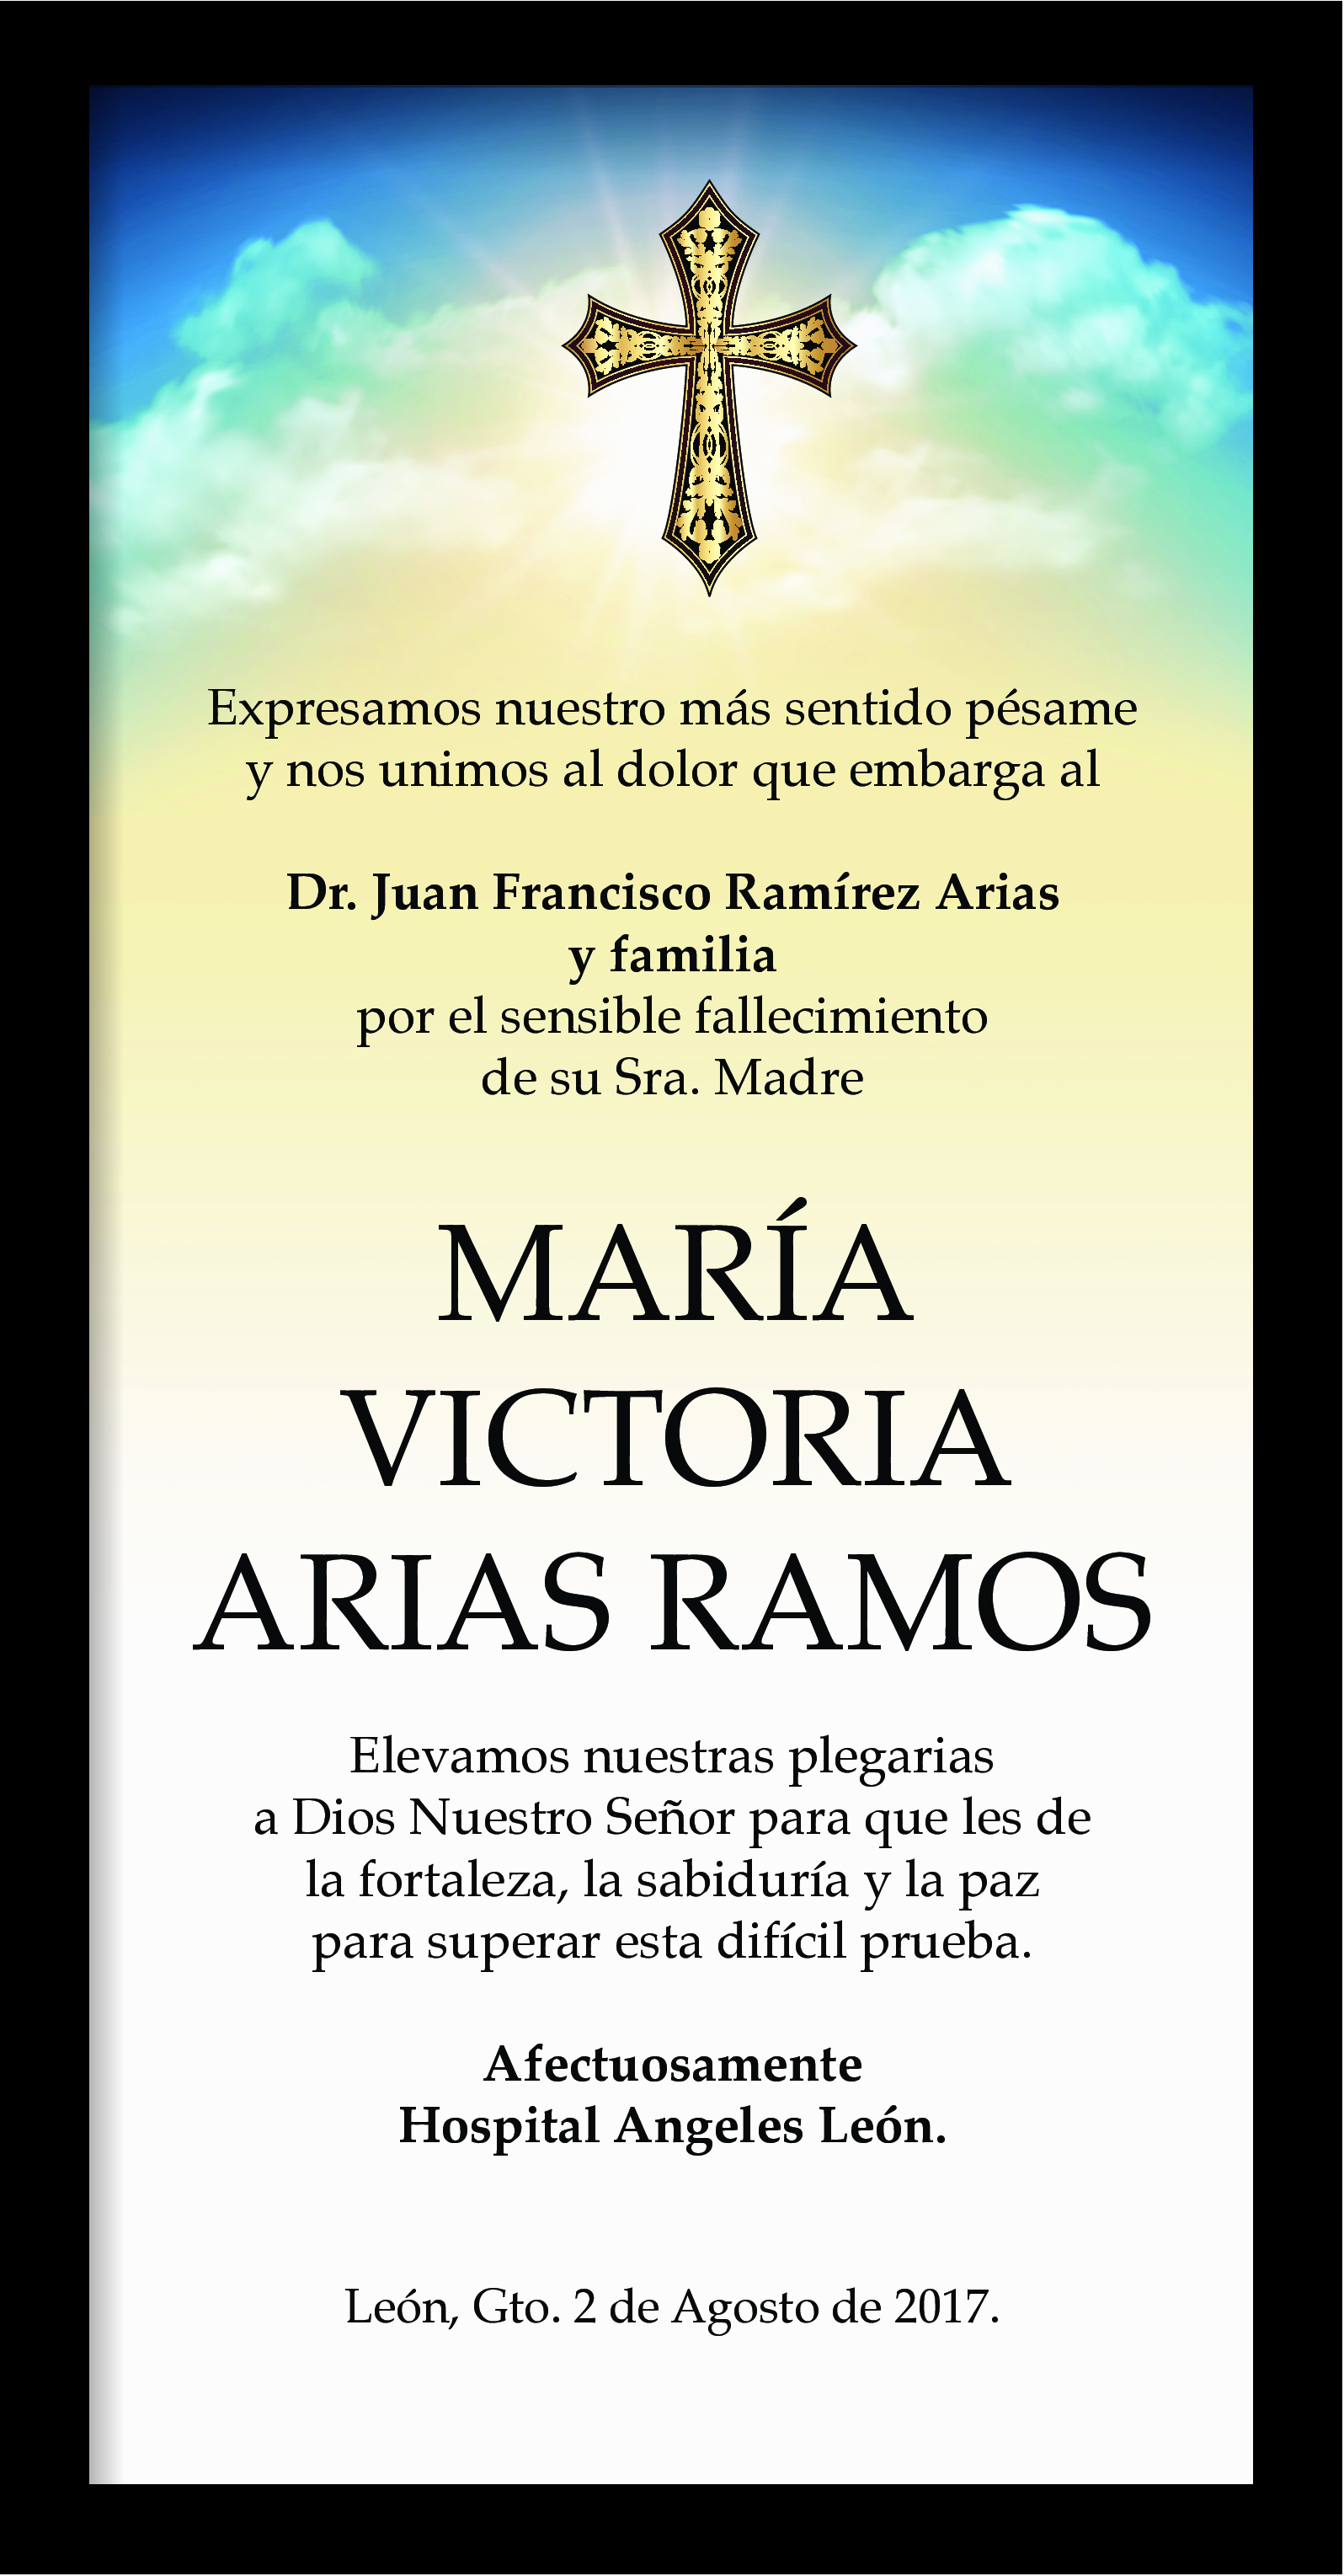 Expresamos nuestro más sentido pésame
y nos unimos al dolor que embarga al
Dr. Juan Francisco Ramírez Arias
y familia
por el sensible fallecimiento
de su Sra. Madre
MARÍA
VICTORIA
ARIAS RAMOS
Elevamos nuestras plegarias
a Dios Nuestro Señor para que les de
la fortaleza, la sabiduría y la paz
para superar esta difícil prueba.
Afectuosamente
Hospital Angeles León.
León, Gto. 2 de Agosto de 2017.